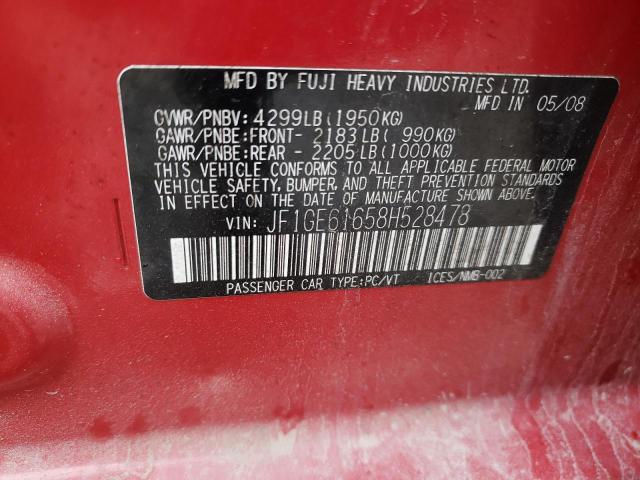 MFD BY FUJI HEAVY INDUSTRIES LTD.
MFD IN 05/08
GVWR/PNBV: 4299LB(1950KG)
GAWR/PNBE:FRONT- 2183LB( 990KG)
GAWR/PNBE:REAR - 2205LB(1000KG)
THIS VEHICLE CONFORMS TO ALL APPLICABLE FEDERAL MOTOR
VEHICLE SAFETY, BUMPER, AND THEFT PREVENTION STANDARDS
IN EFFECT ON THE DATE OF MANUFACTURE SHOWN ABOVE.
VIN: JF1GE61658H528478
PASSENGER CAR TYPE:PC/VT ICES/NMB-002